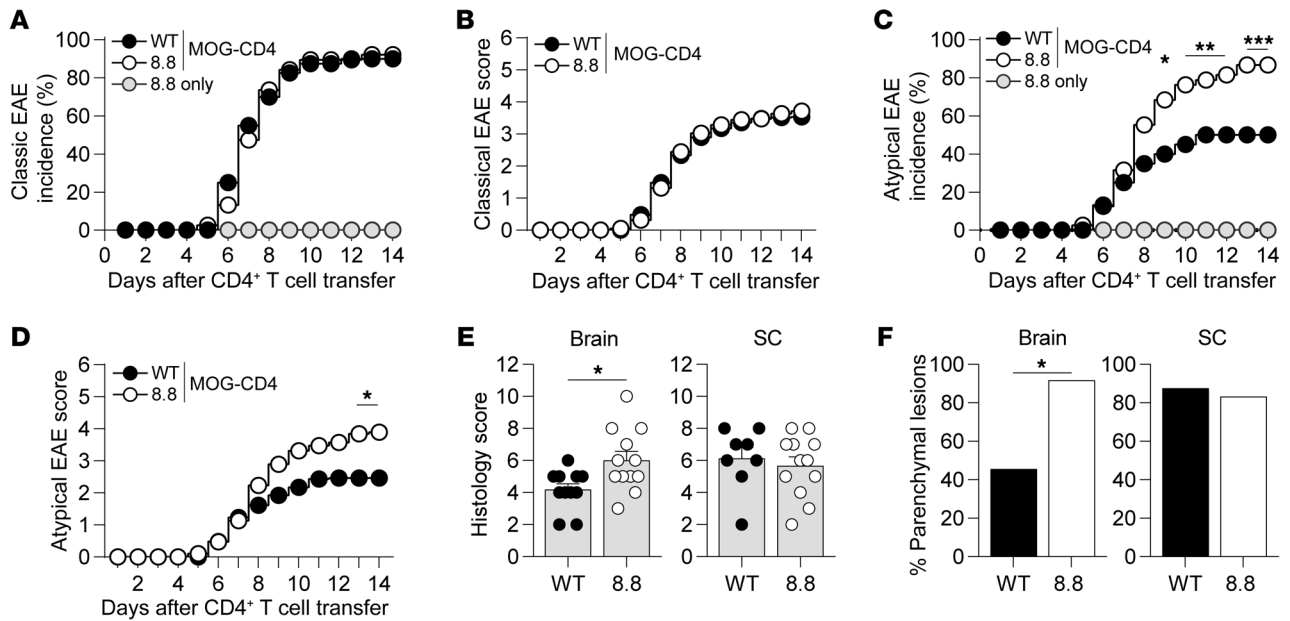 A
Classic EAE
incidence (%)
100
80
60
40
20
0
WT
8.8
MOG-CD4
8.8 only
0 2 4 6 8 10 12 14
Days after CD4⁺ T cell transfer
B
Classical EAE score
6
5
4
3
2
1
0
WT
8.8
MOG-CD4
2 4 6 8 10 12 14
Days after CD4⁺ T cell transfer
C
Atypical EAE
incidence (%)
100
80
60
40
20
0
WT
8.8
MOG-CD4
8.8 only
* ** ***
0 2 4 6 8 10 12 14
Days after CD4⁺ T cell transfer
D
Atypical EAE score
6
5
4
3
2
1
0
WT
8.8
MOG-CD4
*
2 4 6 8 10 12 14
Days after CD4⁺ T cell transfer
E
Histology score
Brain
12
10
8
6
4
2
0
*
WT 8.8
SC
12
10
8
6
4
2
0
WT 8.8
F
% Parenchymal lesions
Brain
100
80
60
40
20
0
*
WT 8.8
SC
100
80
60
40
20
0
WT 8.8